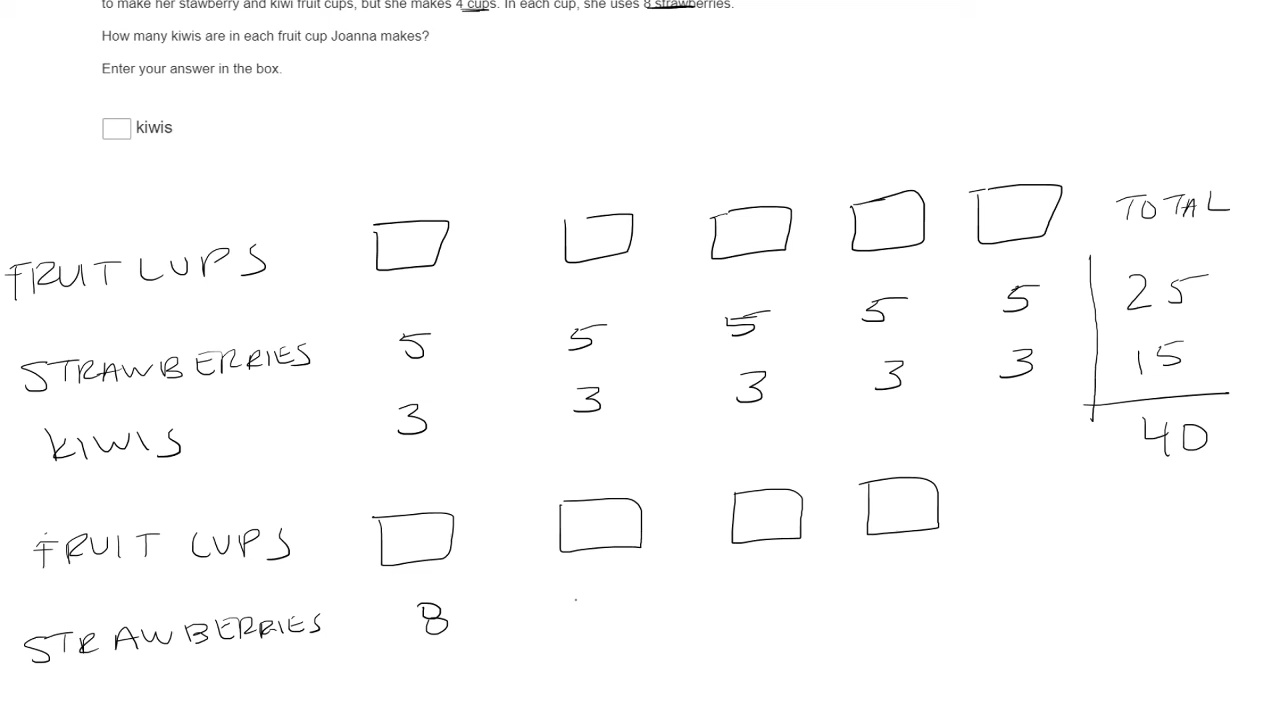 to make her stawberry and kiwi fruit cups, but she makes 4 cups. In each cup, she uses 8 strawberries.
How many kiwis are in each fruit cup Joanna makes?
Enter your answer in the box.
kiwis
TOTAL
FRUIT CUPS
STRAWBERRIES 5 5 5 5 5 25
KIWIS 3 3 3 3 3 15
40
FRUIT CUPS
STRAWBERRIES 8